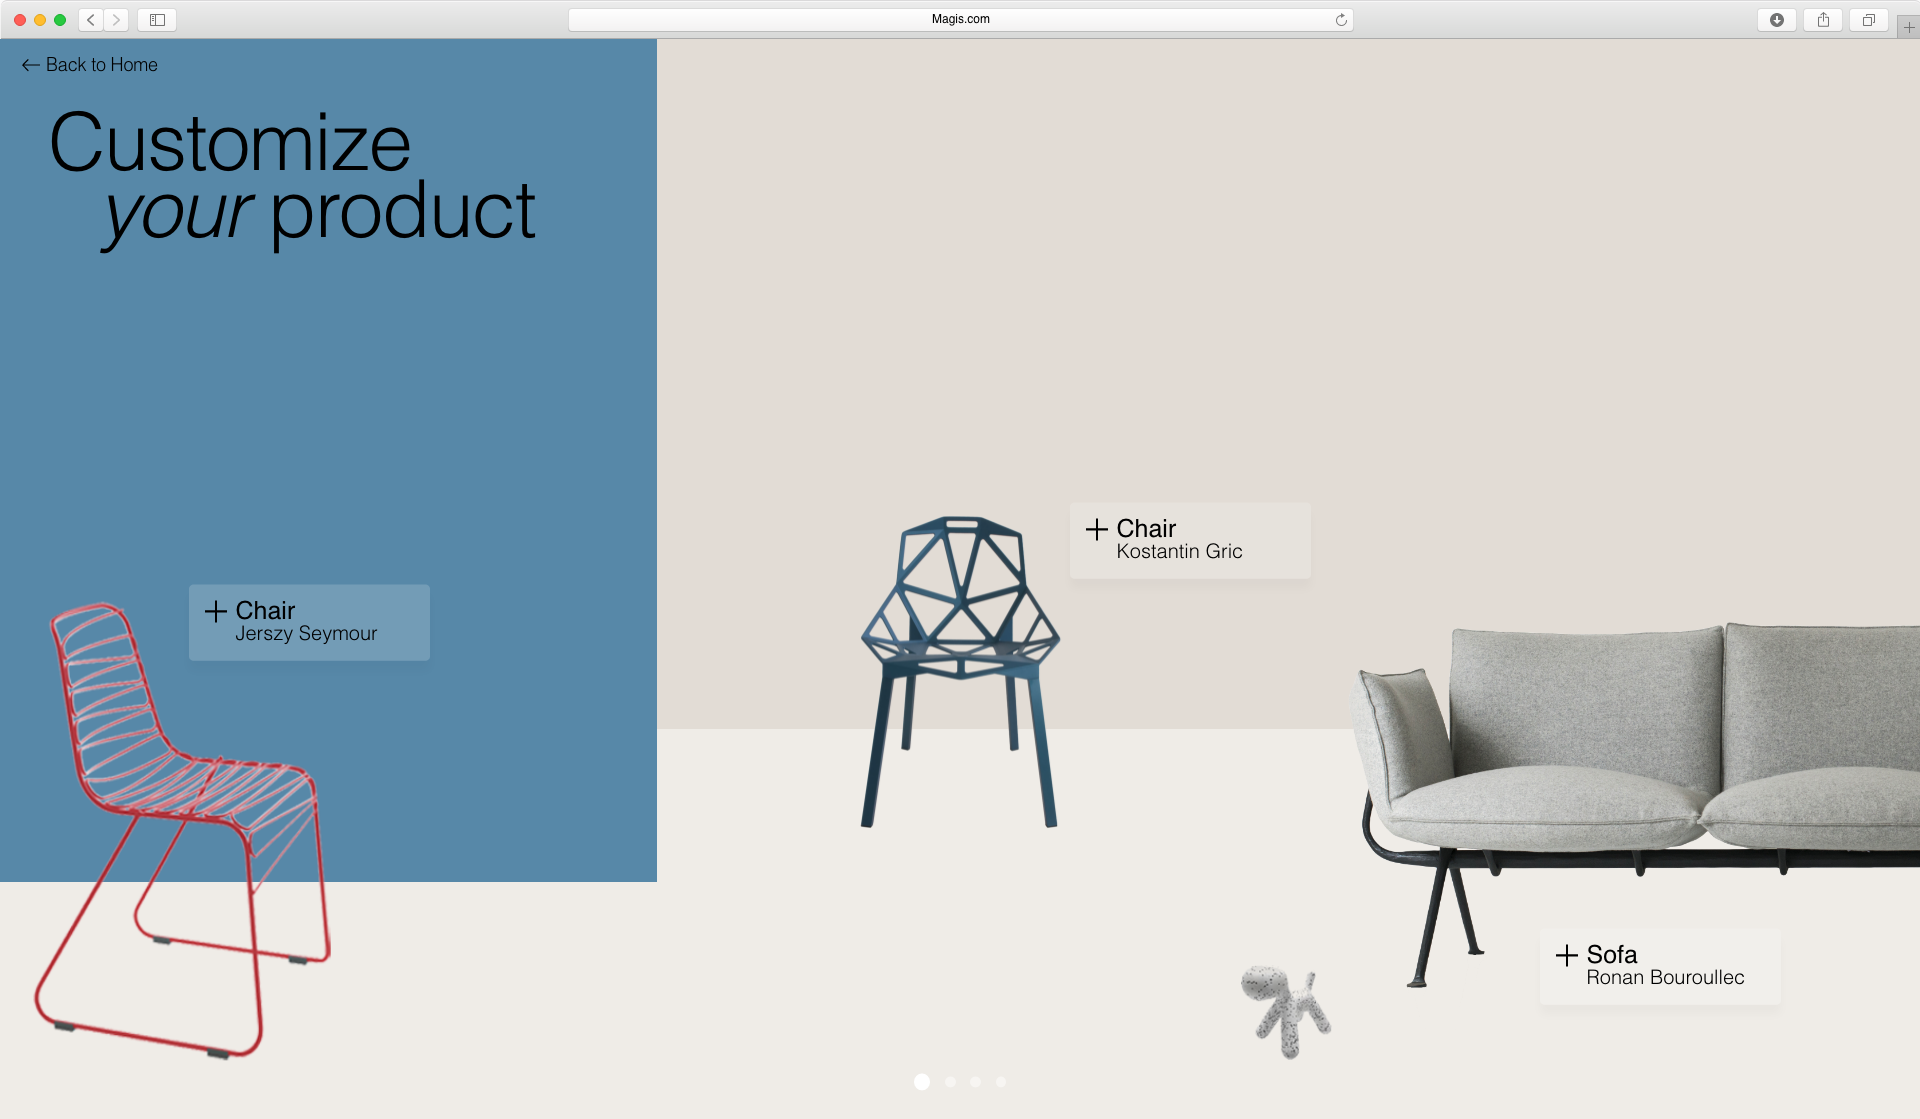 Magis.com
← Back to Home
Customize
your product
+ Chair
Jerszy Seymour
+ Chair
Kostantin Gric
+ Sofa
Ronan Bouroullec